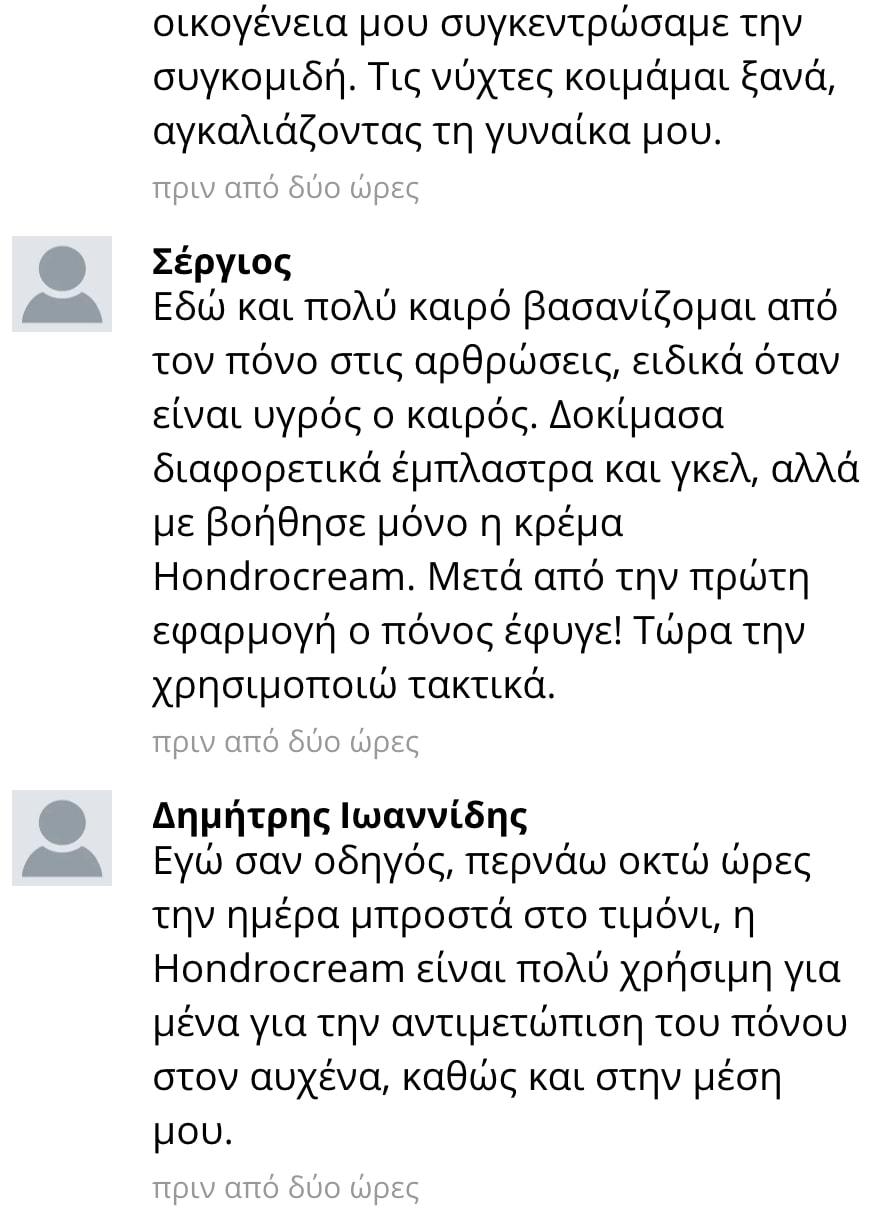 οικογένεια μου συγκεντρώσαμε την
συγκομιδή. Τις νύχτες κοιμάμαι ξανά,
αγκαλιάζοντας τη γυναίκα μου.
πριν από δύο ώρες
Σέργιος
Εδώ και πολύ καιρό βασανίζομαι από
τον πόνο στις αρθρώσεις, ειδικά όταν
είναι υγρός ο καιρός. Δοκίμασα
διαφορετικά έμπλαστρα και γκελ, αλλά
με βοήθησε μόνο η κρέμα
Hondrocream. Μετά από την πρώτη
εφαρμογή ο πόνος έφυγε! Τώρα την
χρησιμοποιώ τακτικά.
πριν από δύο ώρες
Δημήτρης Ιωαννίδης
Εγώ σαν οδηγός, περνάω οκτώ ώρες
την ημέρα μπροστά στο τιμόνι, η
Hondrocream είναι πολύ χρήσιμη για
μένα για την αντιμετώπιση του πόνου
στον αυχένα, καθώς και στην μέση
μου.
πριν από δύο ώρες